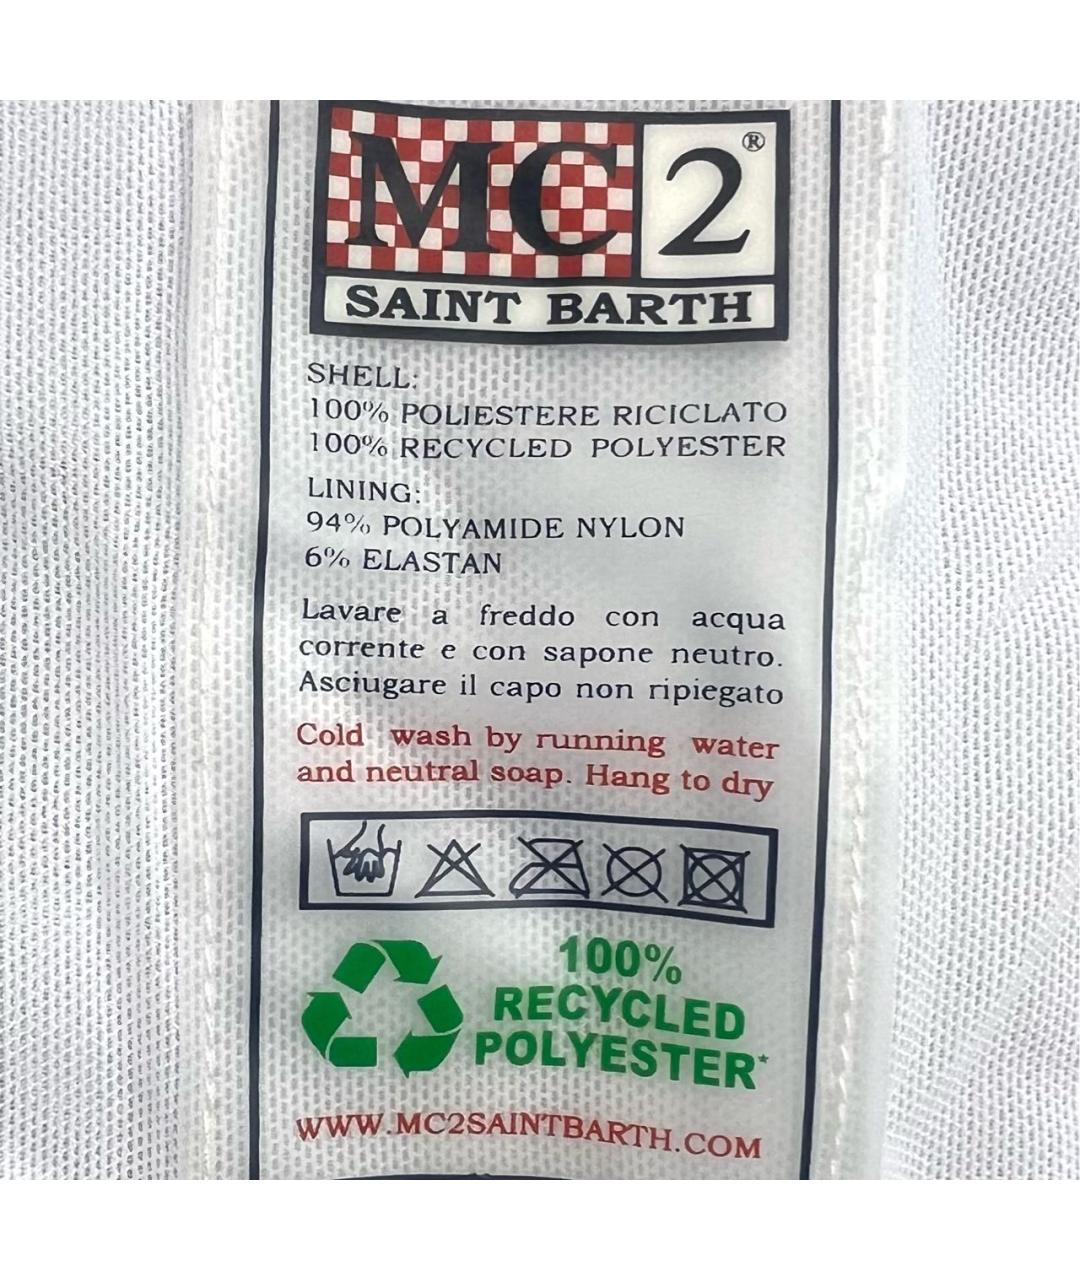 MC2®
SAINT BARTH
SHELL:
100% POLIESTERE RICICLATO
100% RECYCLED POLYESTER
LINING:
94% POLYAMIDE NYLON
6% ELASTAN
Lavare a freddo con acqua
corrente e con sapone neutro.
Asciugare il capo non ripiegato
Cold wash by running water
and neutral soap. Hang to dry
100%
RECYCLED
POLYESTER*
WWW.MC2SAINTBARTH.COM